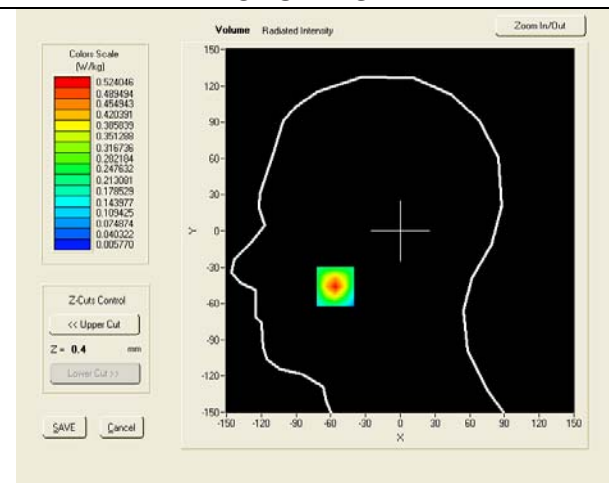 Volume Radiated Intensity
Zoom In/Out
Colors Scale
(W/kg)
0.524046
0.489494
0.454943
0.420391
0.385839
0.351288
0.316736
0.282184
0.247632
0.213081
0.178529
0.143977
0.109425
0.074874
0.040322
0.005770
Z-Cuts Control
<< Upper Cut
Z = 0.4 mm
Lower Cut >>
SAVE Cancel
150
120
90
60
30
Y 0
-30
-60
-90
-120
-150
-150 -120 -90 -60 -30 0 30 60 90 120 150
X